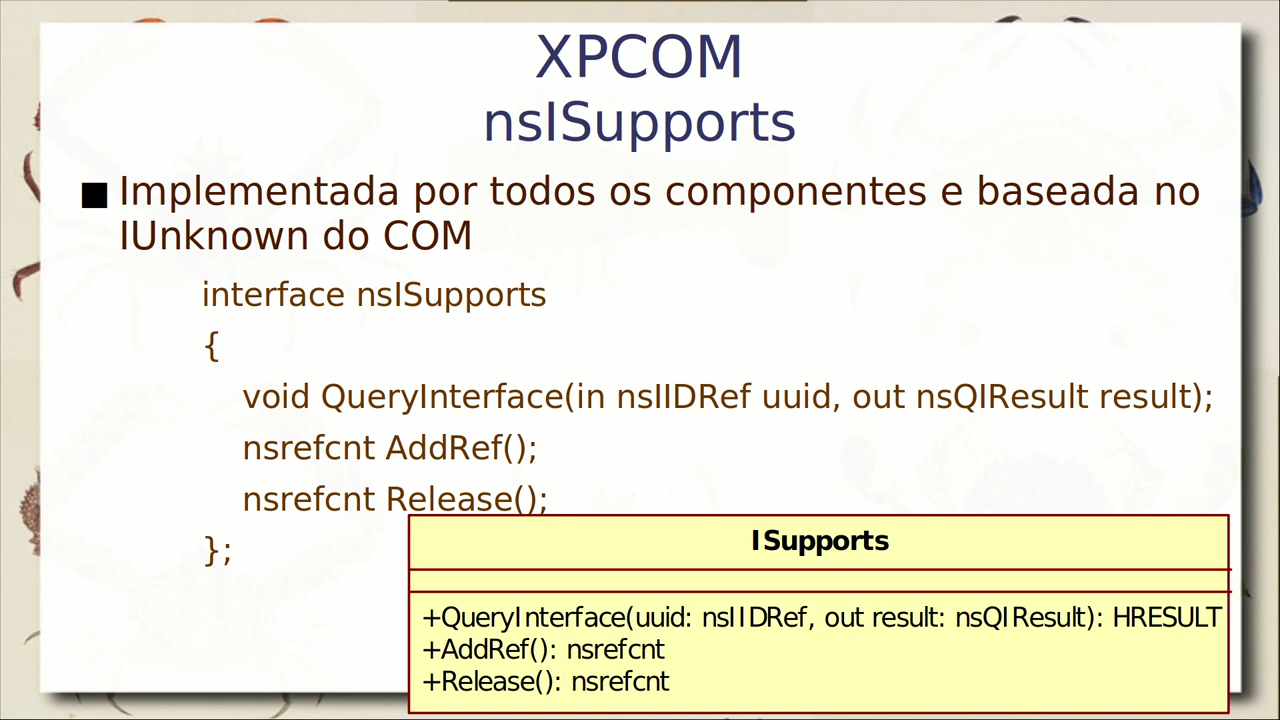 XPCOM
nsISupports
■ Implementada por todos os componentes e baseada no
IUnknown do COM
interface nsISupports
{
void QueryInterface(in nsIIDRef uuid, out nsQIResult result);
nsrefcnt AddRef();
nsrefcnt Release();
};
ISupports
+QueryInterface(uuid: nsIIDRef, out result: nsQIResult): HRESULT
+AddRef(): nsrefcnt
+Release(): nsrefcnt